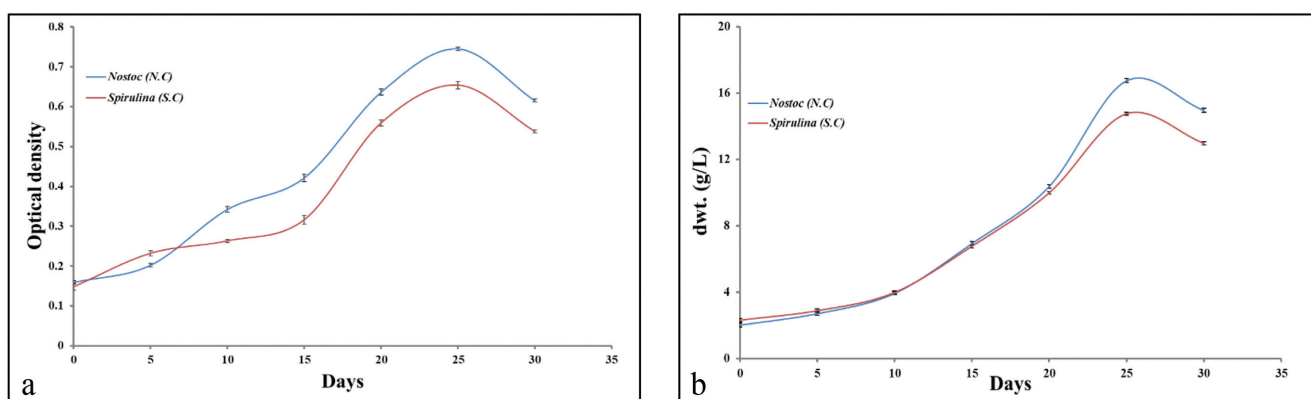 0.8
0.7
0.6
0.5
0.4
0.3
0.2
0.1
0
Optical density
Nostoc (N.C)
Spirulina (S.C)
0 5 10 15 20 25 30 35
Days
a
20
16
12
8
4
0
dwt. (g/L)
Nostoc (N.C)
Spirulina (S.C)
0 5 10 15 20 25 30 35
Days
b